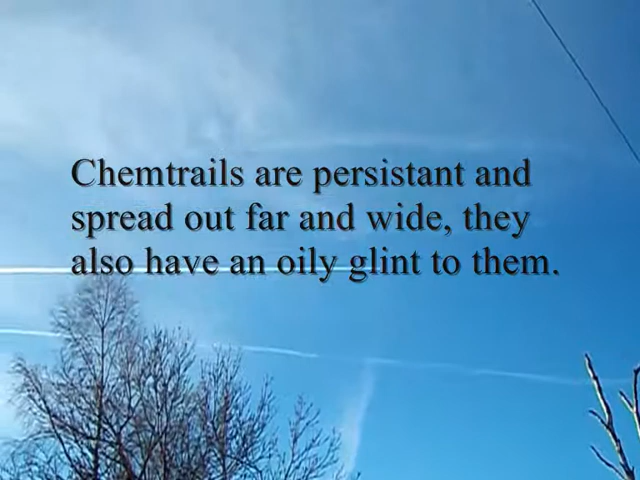 Chemtrails are persistant and
spread out far and wide, they
also have an oily glint to them.